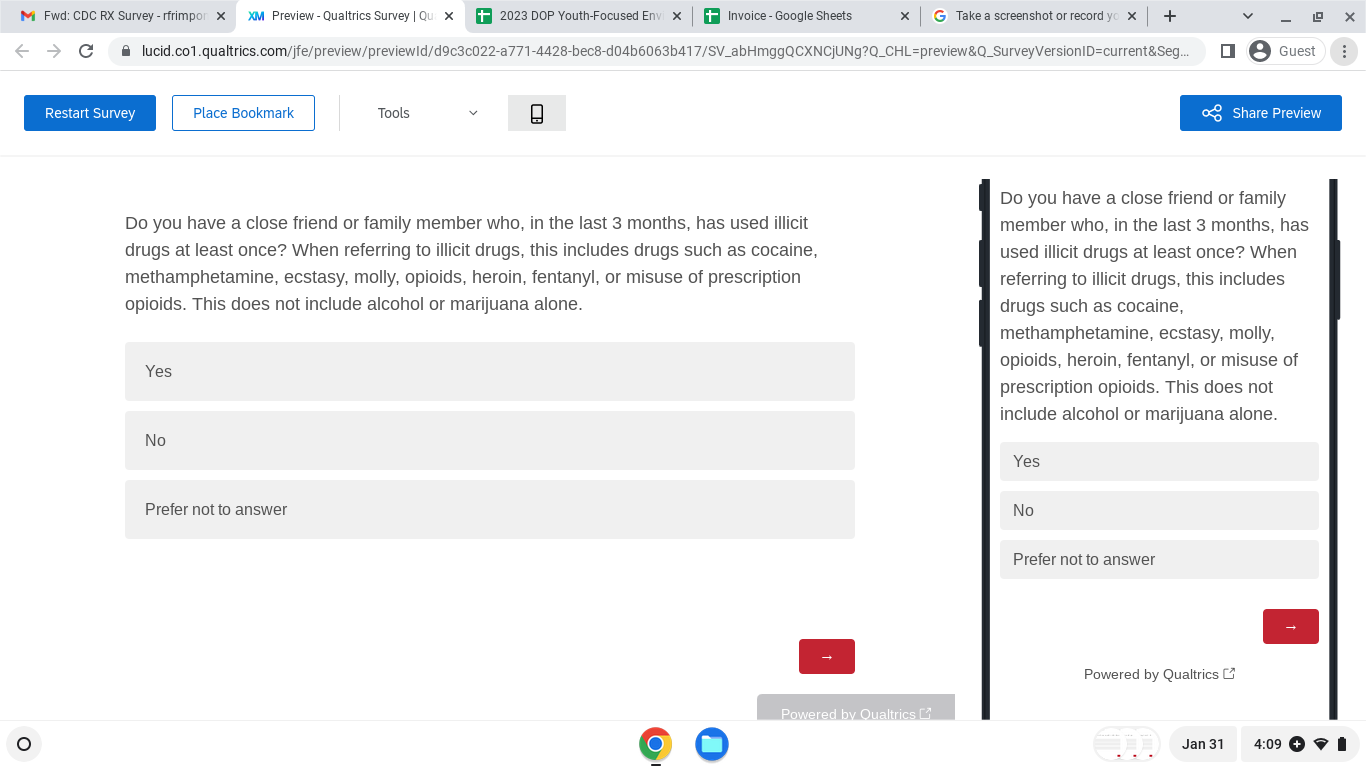 Fwd: CDC RX Survey - rfrimpor
Preview - Qualtrics Survey | Qu
2023 DOP Youth-Focused Envi
Invoice - Google Sheets
Take a screenshot or record yo
lucid.co1.qualtrics.com/jfe/preview/previewId/d9c3c022-a771-4428-bec8-d04b6063b417/SV_abHmggQCXNCjUNg?Q_CHL=preview&Q_SurveyVersionID=current&Seg...
Guest
Restart Survey
Place Bookmark
Tools
Share Preview
Do you have a close friend or family member who, in the last 3 months, has used illicit
drugs at least once? When referring to illicit drugs, this includes drugs such as cocaine,
methamphetamine, ecstasy, molly, opioids, heroin, fentanyl, or misuse of prescription
opioids. This does not include alcohol or marijuana alone.
Yes
No
Prefer not to answer
→
Powered by Qualtrics
Do you have a close friend or family
member who, in the last 3 months, has
used illicit drugs at least once? When
referring to illicit drugs, this includes
drugs such as cocaine,
methamphetamine, ecstasy, molly,
opioids, heroin, fentanyl, or misuse of
prescription opioids. This does not
include alcohol or marijuana alone.
Yes
No
Prefer not to answer
→
Powered by Qualtrics
Jan 31
4:09